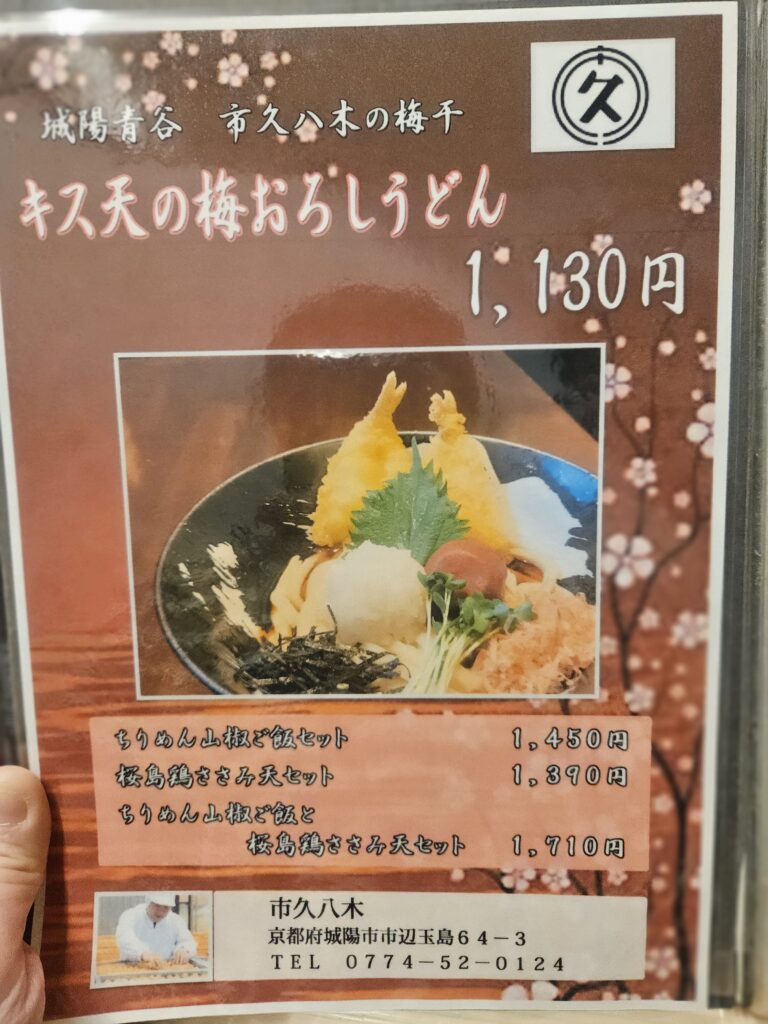 久
城陽青谷 市久八木の梅干
キス天の梅おろしうどん
1,130円
ちりめん山椒ご飯セット 1,450円
桜島鶏ささみ天セット 1,390円
ちりめん山椒ご飯と
桜島鶏ささみ天セット 1,710円
市久八木
京都府城陽市市辺玉島64-3
TEL 0774-52-0124